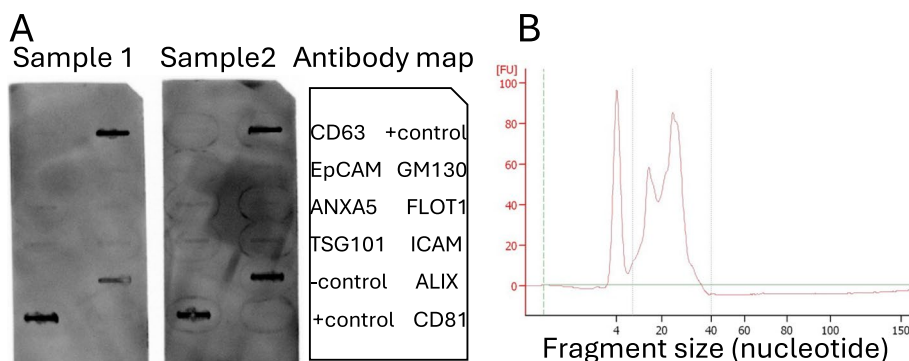 A
B
Sample 1 Sample2 Antibody map
CD63 +control
EpCAM GM130
ANXA5 FLOT1
TSG101 ICAM
-control ALIX
+control CD81
[FU]
100
80
60
40
20
0
4 20 40 60 80 100 150
Fragment size (nucleotide)